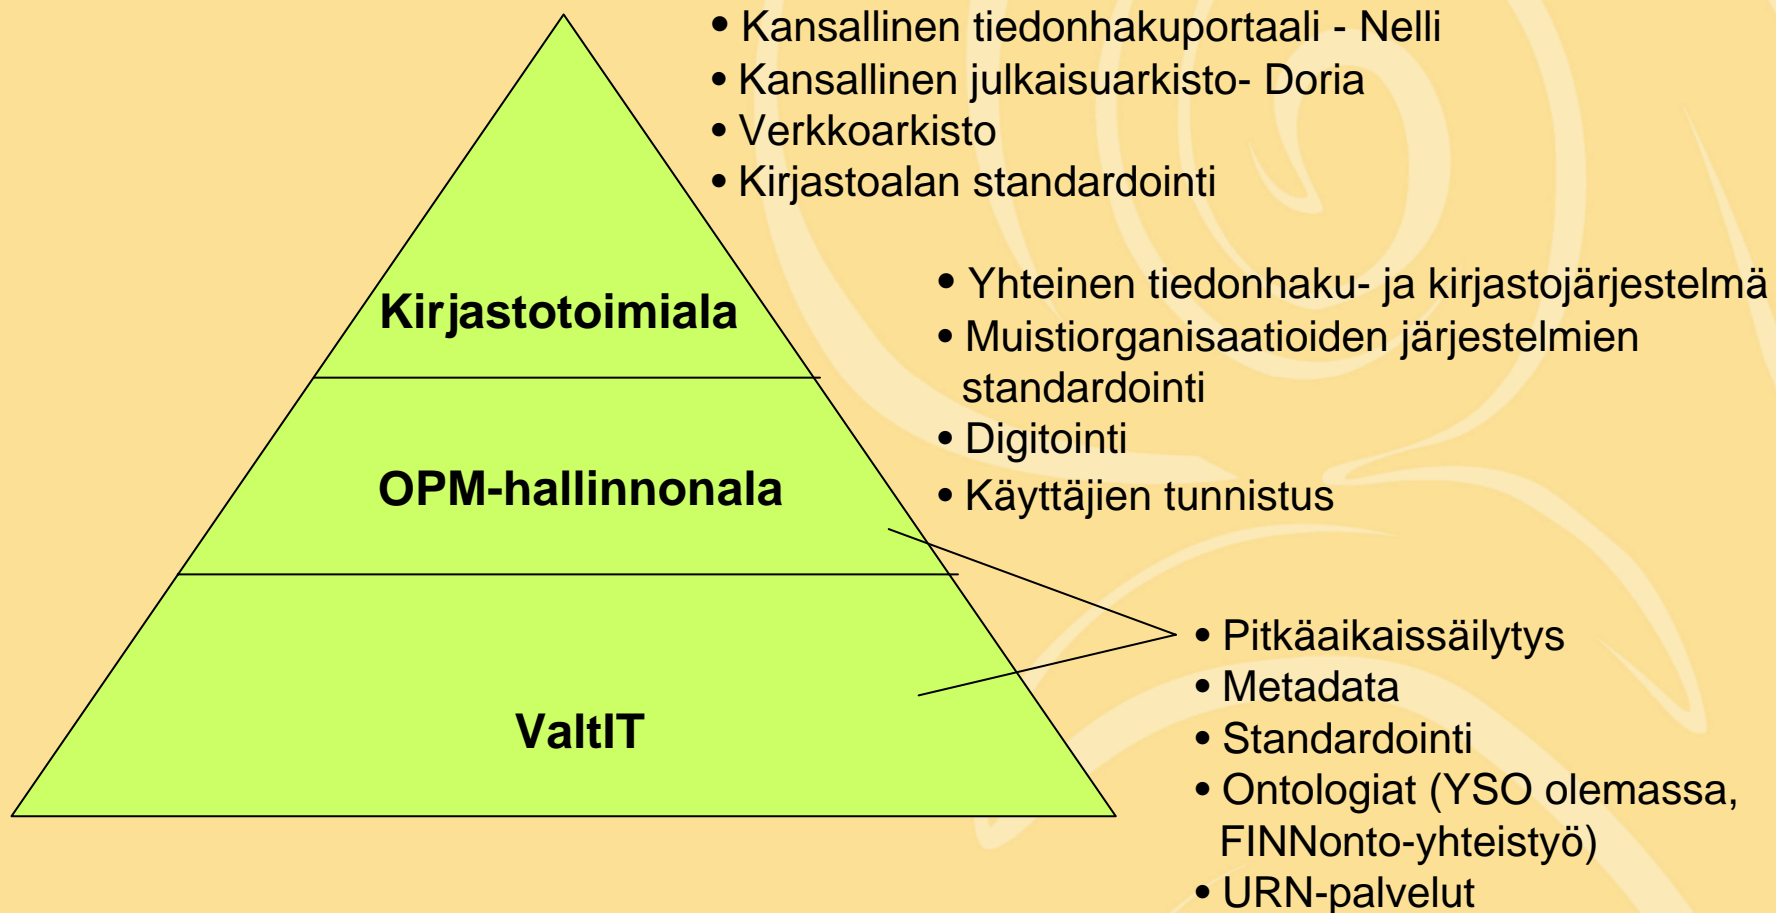 • Kansallinen tiedonhakuportaali - Nelli
• Kansallinen julkaisuarkisto- Doria
• Verkkoarkisto
• Kirjastoalan standardointi
Kirjastotoimiala
• Yhteinen tiedonhaku- ja kirjastojärjestelmä
• Muistiorganisaatioiden järjestelmien
standardointi
• Digitointi
• Käyttäjien tunnistus
OPM-hallinnonala
• Pitkäaikaissäilytys
• Metadata
• Standardointi
• Ontologiat (YSO olemassa,
FINNonto-yhteistyö)
• URN-palvelut
ValtIT